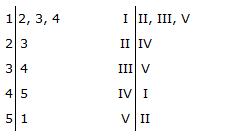 1 2, 3, 4 I II, III, V
2 3 II IV
3 4 III V
4 5 IV I
5 1 V II